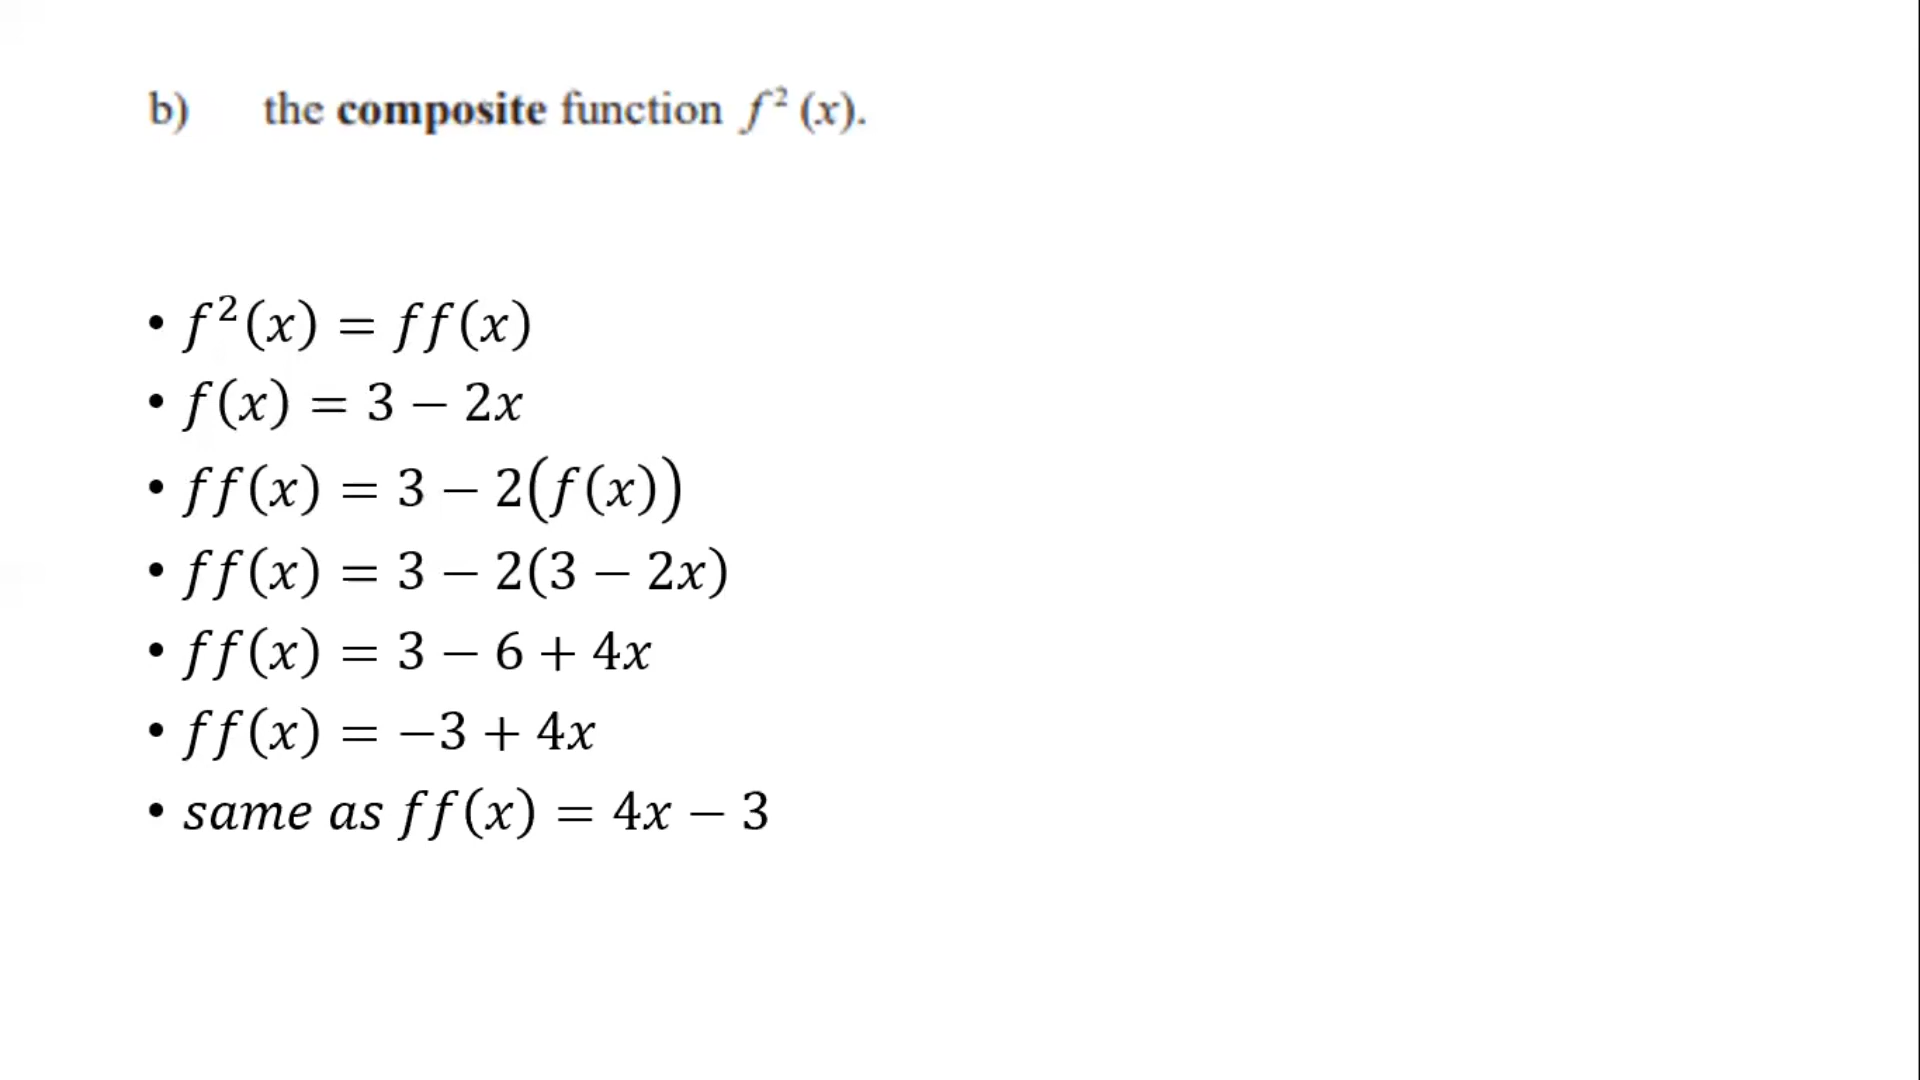 b) the composite function f² (x).
• f²(x) = ff(x)
• f(x) = 3 − 2x
• ff(x) = 3 − 2(f(x))
• ff(x) = 3 − 2(3 − 2x)
• ff(x) = 3 − 6 + 4x
• ff(x) = −3 + 4x
• same as ff(x) = 4x − 3